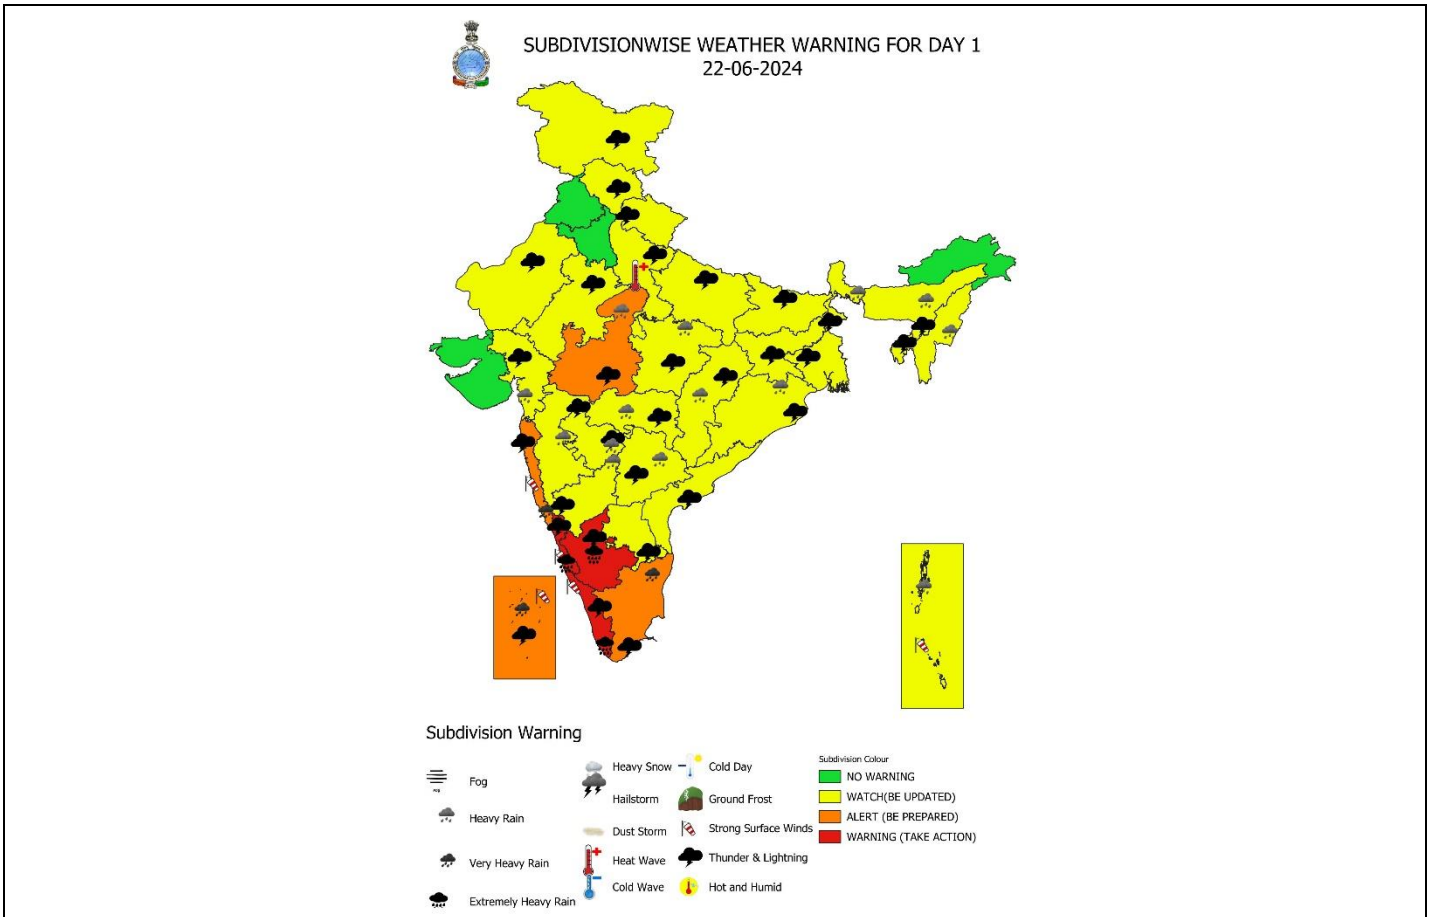 SUBDIVISIONWISE WEATHER WARNING FOR DAY 1
22-06-2024
Subdivision Warning
Fog
Heavy Rain
Very Heavy Rain
Extremely Heavy Rain
Heavy Snow
Hailstorm
Dust Storm
Heat Wave
Cold Wave
Cold Day
Ground Frost
Strong Surface Winds
Thunder & Lightning
Hot and Humid
Subdivision Colour
NO WARNING
WATCH(BE UPDATED)
ALERT (BE PREPARED)
WARNING (TAKE ACTION)